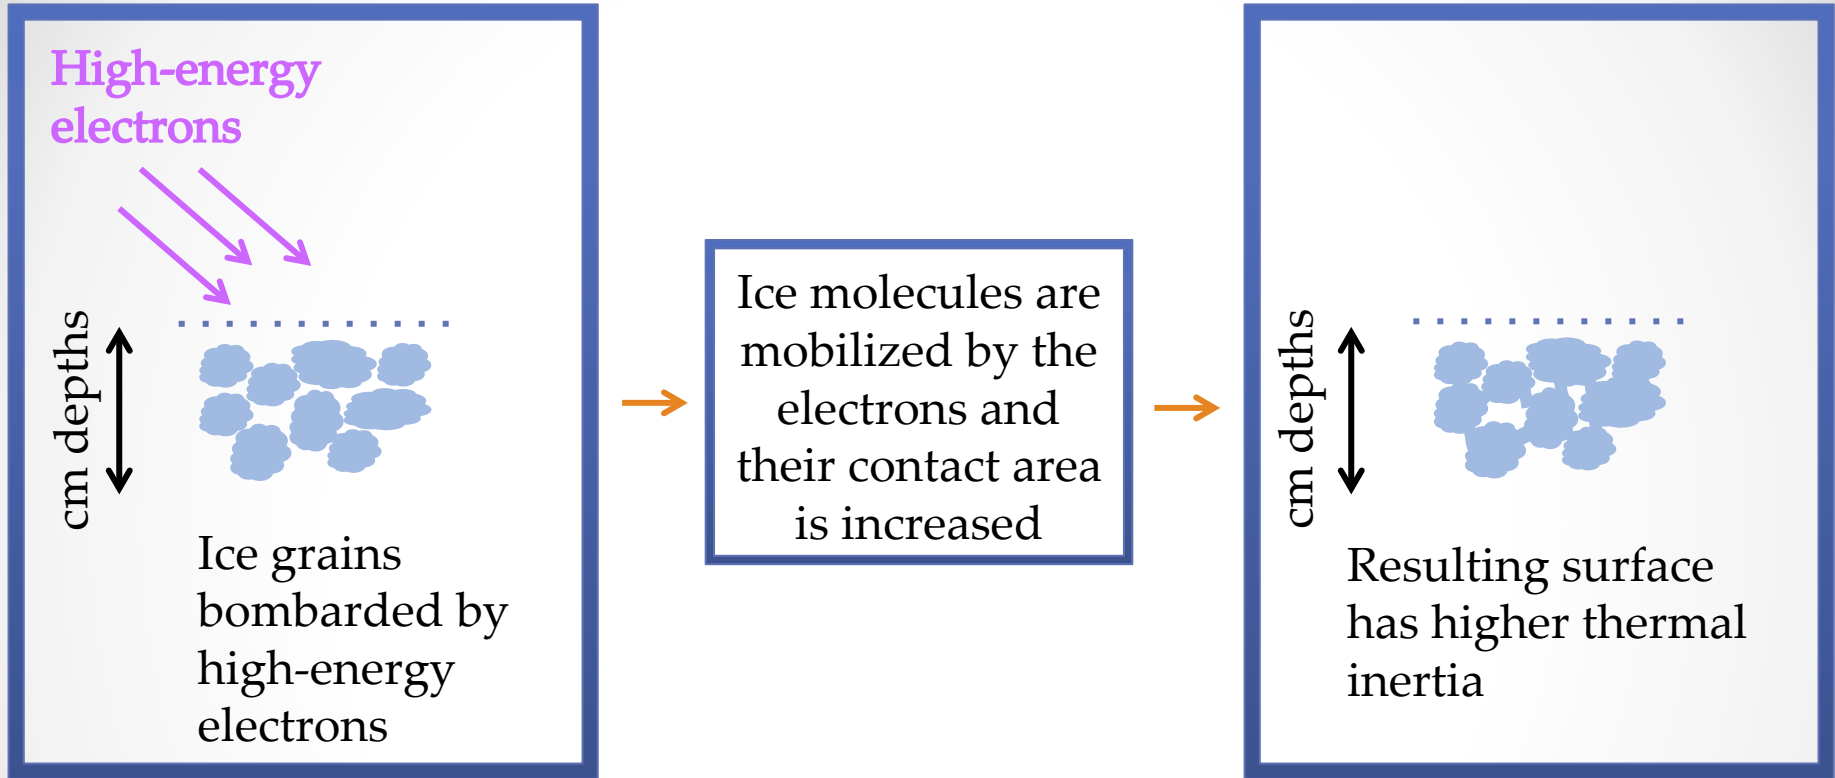 High-energy
electrons
cm depths
Ice grains
bombarded by
high-energy
electrons
Ice molecules are
mobilized by the
electrons and
their contact area
is increased
cm depths
Resulting surface
has higher thermal
inertia